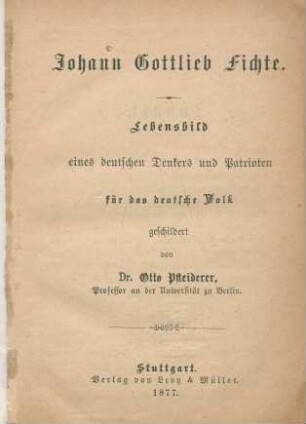 Johann Gottlieb Fichte.
Lebensbild
eines deutschen Denkers und Patrioten
für das deutsche Volk
geschildert
von
Dr. Otto Pfleiderer,
Professor an der Universität zu Berlin.
Stuttgart.
Verlag von Levy & Müller.
1877.